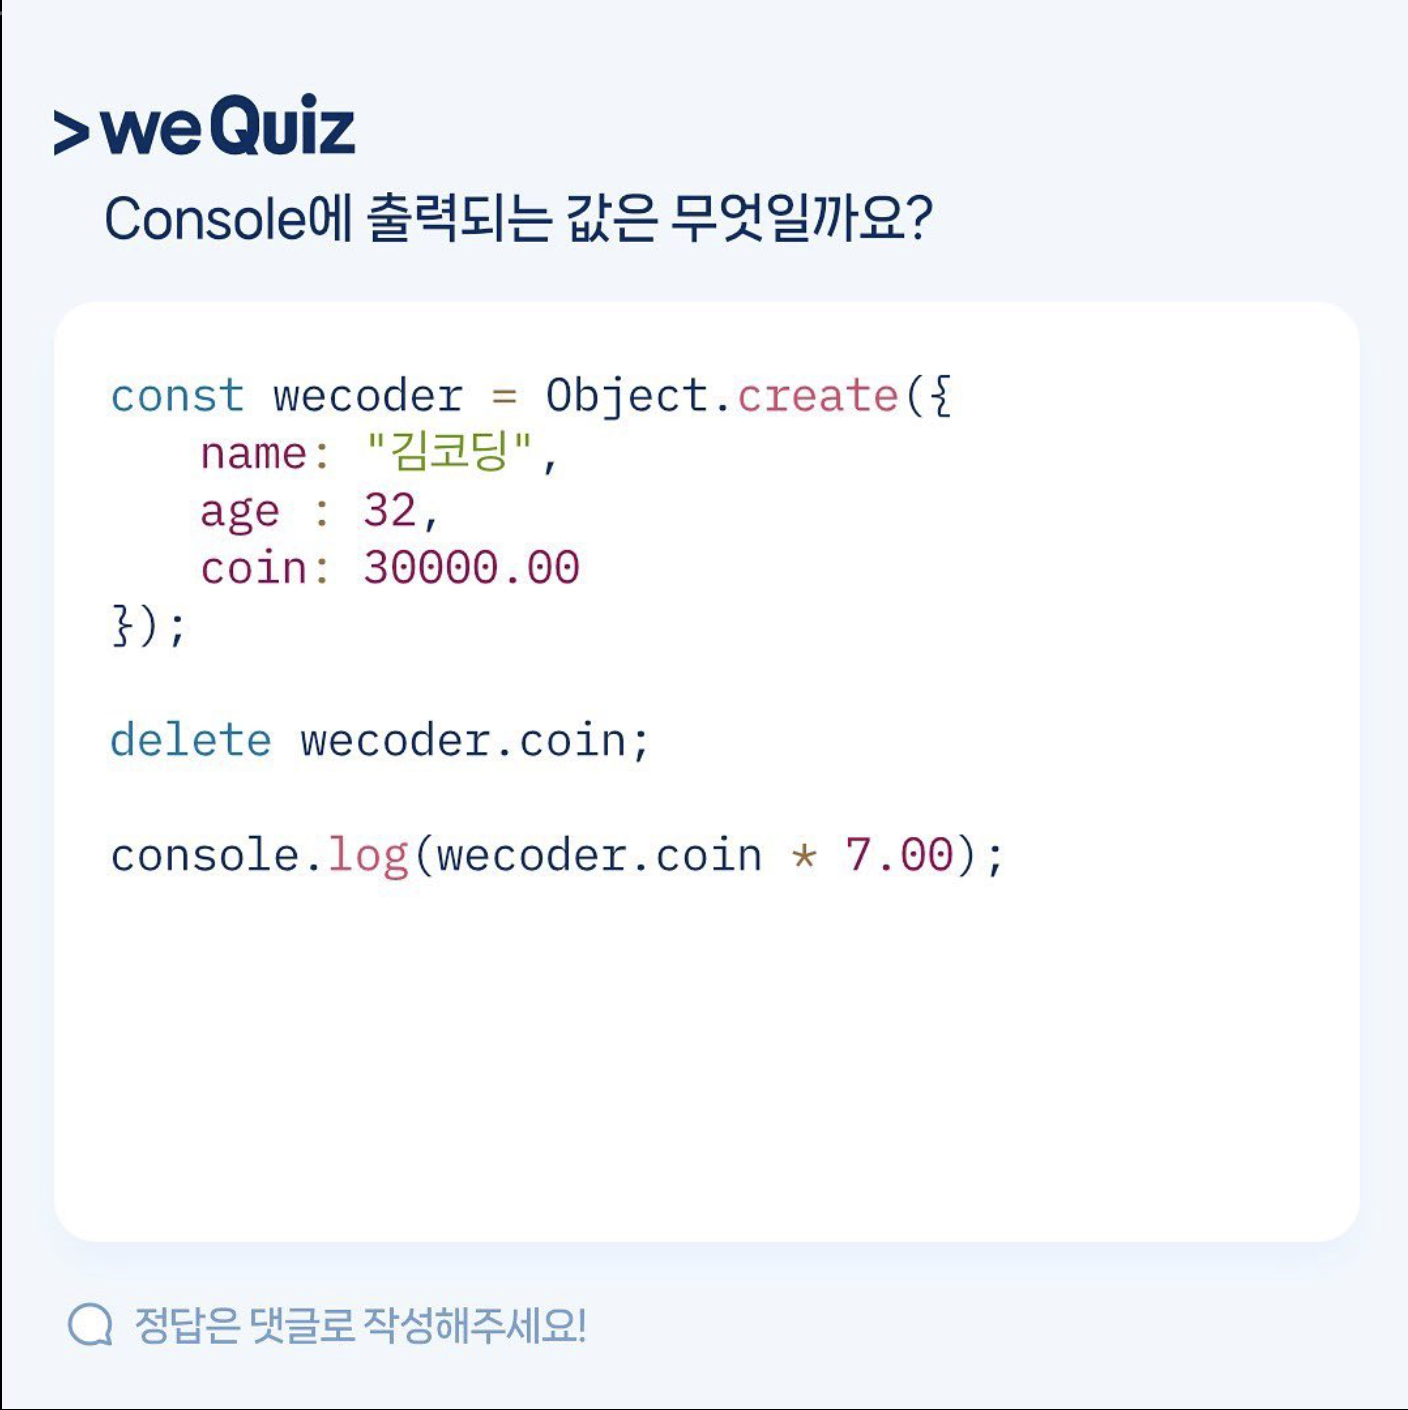 >weQuiz
Console에 출력되는 값은 무엇일까요?
const wecoder = Object.create({
name: "김코딩",
age : 32,
coin: 30000.00
});
delete wecoder.coin;
console.log(wecoder.coin * 7.00);
정답은 댓글로 작성해주세요!